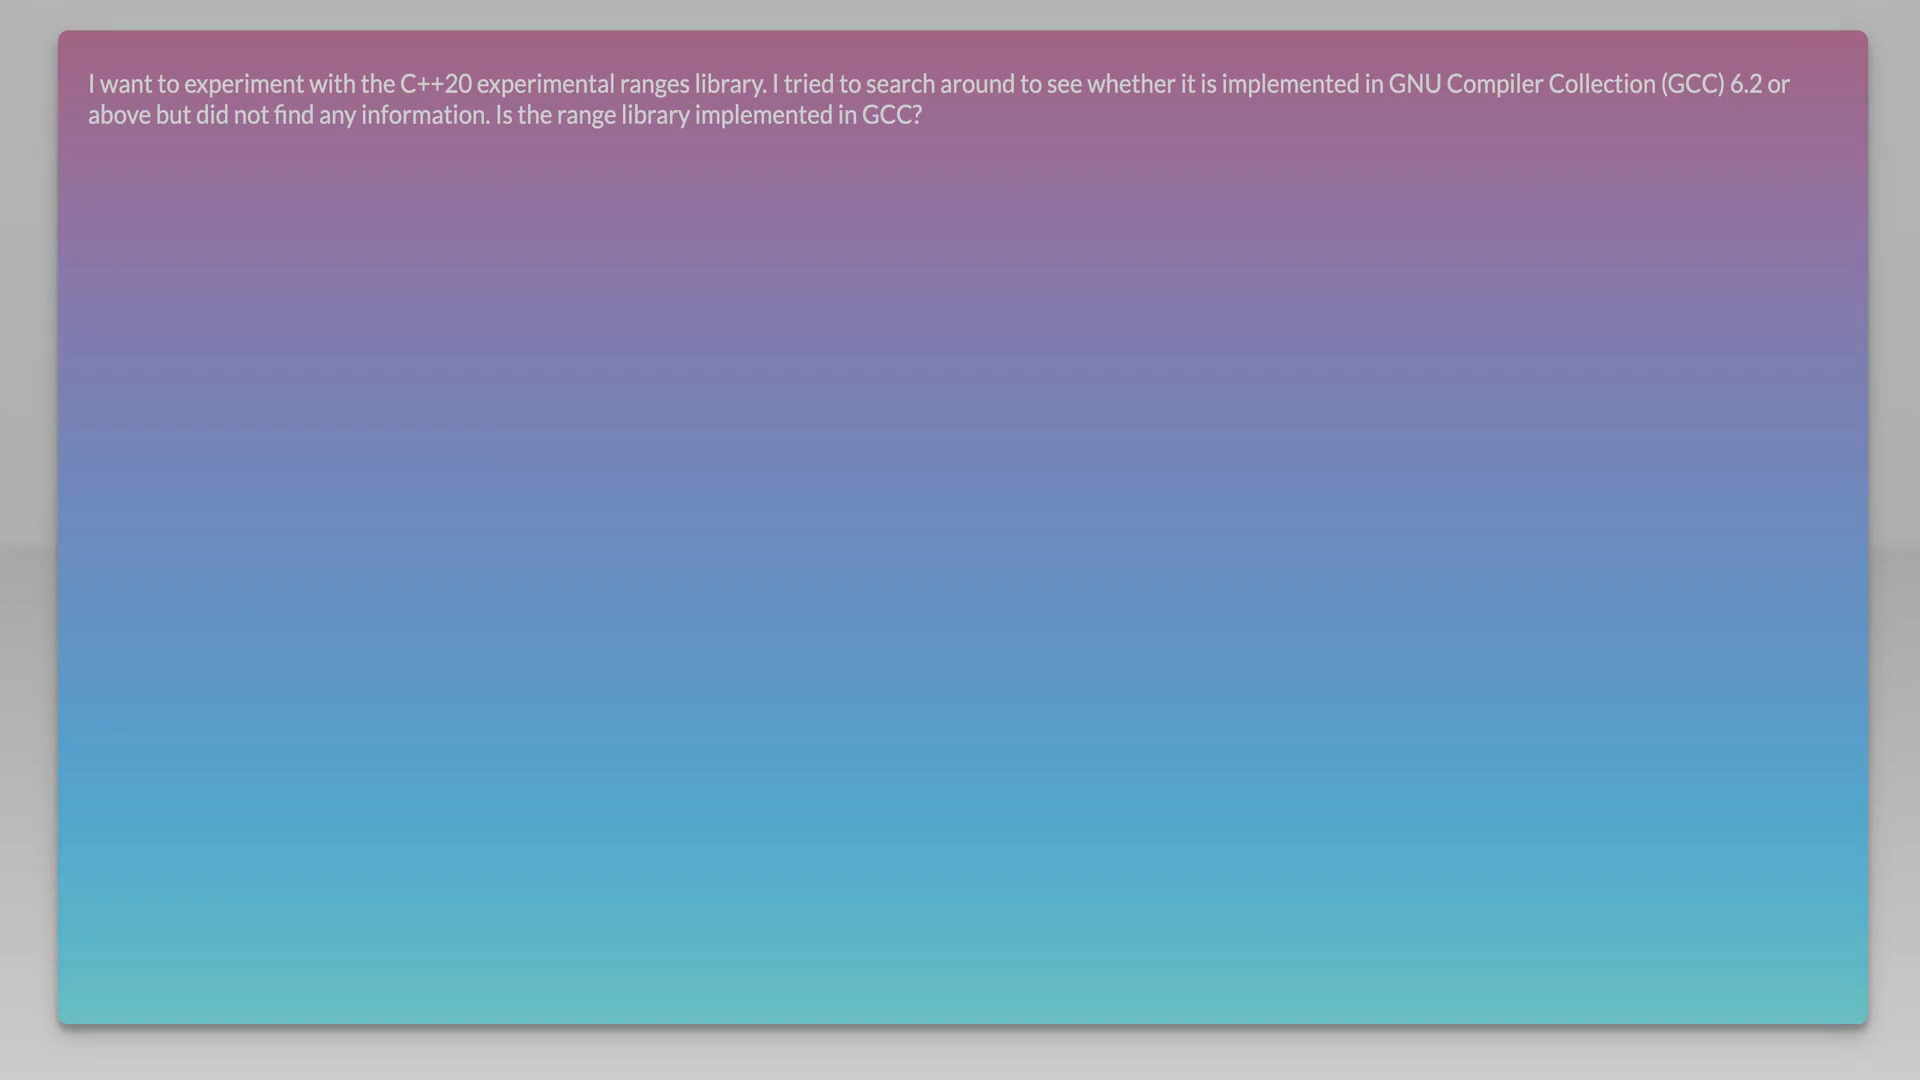 I want to experiment with the C++20 experimental ranges library. I tried to search around to see whether it is implemented in GNU Compiler Collection (GCC) 6.2 or
above but did not find any information. Is the range library implemented in GCC?